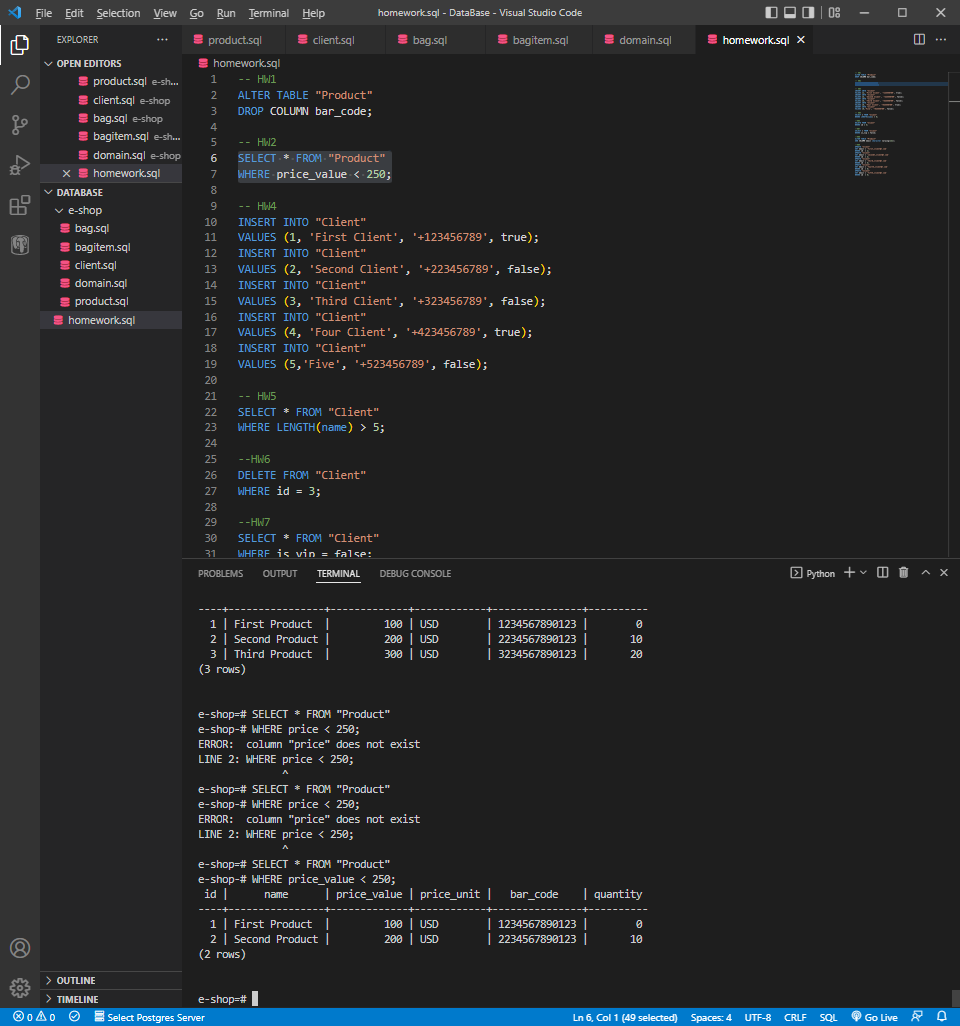 File Edit Selection View Go Run Terminal Help homework.sql - DataBase - Visual Studio Code
EXPLORER
product.sql client.sql bag.sql bagitem.sql domain.sql homework.sql
OPEN EDITORS
product.sql e-sh...
client.sql e-shop
bag.sql e-shop
bagitem.sql e-sh...
domain.sql e-shop
homework.sql
DATABASE
e-shop
bag.sql
bagitem.sql
client.sql
domain.sql
product.sql
homework.sql
OUTLINE
TIMELINE
homework.sql
1 -- HW1
2 ALTER TABLE "Product"
3 DROP COLUMN bar_code;
4
5 -- HW2
6 SELECT * FROM "Product"
7 WHERE price_value < 250;
8
9 -- HW4
10 INSERT INTO "Client"
11 VALUES (1, 'First Client', '+123456789', true);
12 INSERT INTO "Client"
13 VALUES (2, 'Second Client', '+223456789', false);
14 INSERT INTO "Client"
15 VALUES (3, 'Third Client', '+323456789', false);
16 INSERT INTO "Client"
17 VALUES (4, 'Four Client', '+423456789', true);
18 INSERT INTO "Client"
19 VALUES (5,'Five', '+523456789', false);
20
21 -- HW5
22 SELECT * FROM "Client"
23 WHERE LENGTH(name) > 5;
24
25 --HW6
26 DELETE FROM "Client"
27 WHERE id = 3;
28
29 --HW7
30 SELECT * FROM "Client"
31 WHERE is_vip = false;
PROBLEMS OUTPUT TERMINAL DEBUG CONSOLE Python
----+----------------+-------------+------------+---------------+----------
1 | First Product | 100 | USD | 1234567890123 | 0
2 | Second Product | 200 | USD | 2234567890123 | 10
3 | Third Product | 300 | USD | 3234567890123 | 20
(3 rows)
e-shop=# SELECT * FROM "Product"
e-shop-# WHERE price < 250;
ERROR:  column "price" does not exist
LINE 2: WHERE price < 250;
^
e-shop=# SELECT * FROM "Product"
e-shop-# WHERE price < 250;
ERROR:  column "price" does not exist
LINE 2: WHERE price < 250;
^
e-shop=# SELECT * FROM "Product"
e-shop-# WHERE price_value < 250;
id | name | price_value | price_unit | bar_code | quantity
----+----------------+-------------+------------+---------------+----------
1 | First Product | 100 | USD | 1234567890123 | 0
2 | Second Product | 200 | USD | 2234567890123 | 10
(2 rows)
e-shop=#
0 0 Select Postgres Server Ln 6, Col 1 (49 selected) Spaces: 4 UTF-8 CRLF SQL Go Live